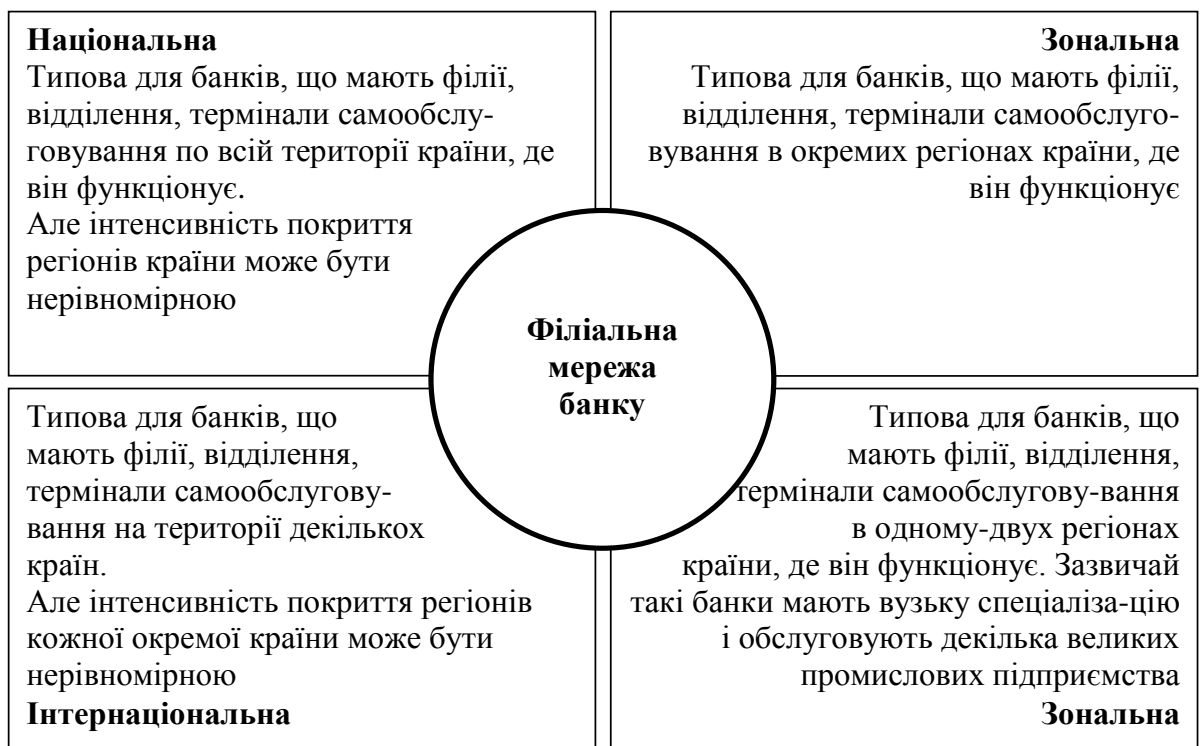 Національна
Типова для банків, що мають філії,
відділення, термінали самообслу-
говування по всій території країни, де
він функціонує.
Але інтенсивність покриття
регіонів країни може бути
нерівномірною
Зональна
Типова для банків, що мають філії,
відділення, термінали самообслуго-
вування в окремих регіонах країни, де
він функціонує
Філіальна
мережа
банку
Типова для банків, що
мають філії, відділення,
термінали самообслугову-
вання на території декількох
країн.
Але інтенсивність покриття регіонів
кожної окремої країни може бути
нерівномірною
Інтернаціональна
Типова для банків, що
мають філії, відділення,
термінали самообслугову-вання
в одному-двух регіонах
країни, де він функціонує. Зазвичай
такі банки мають вузьку спеціаліза-цію
і обслуговують декілька великих
промислових підприємства
Зональна